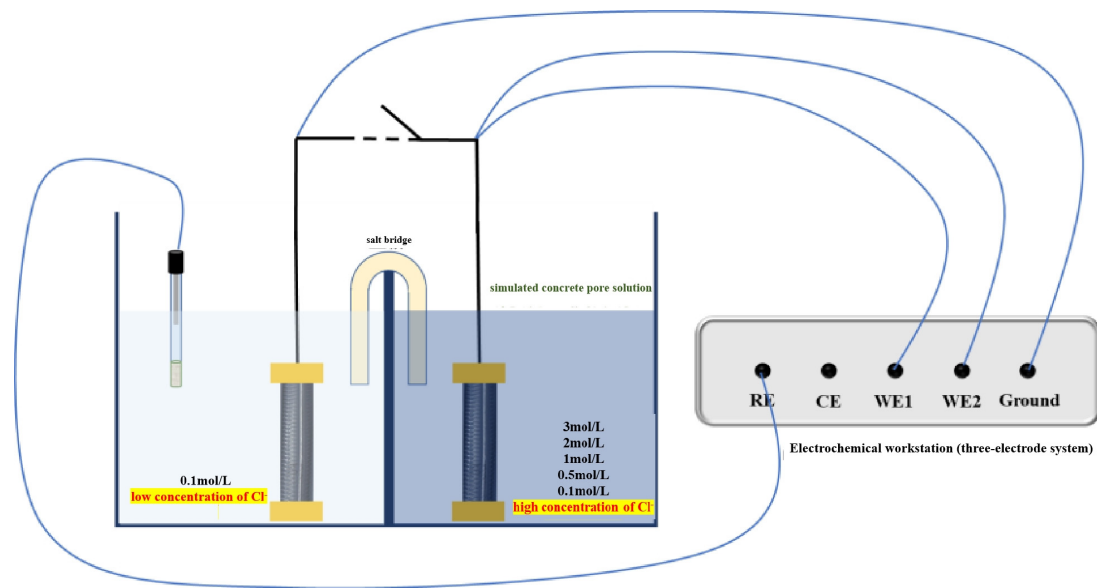 salt bridge
simulated concrete pore solution
0.1mol/L
low concentration of Cl-
3mol/L
2mol/L
1mol/L
0.5mol/L
0.1mol/L
high concentration of Cl-
RE CE WE1 WE2 Ground
Electrochemical workstation (three-electrode system)